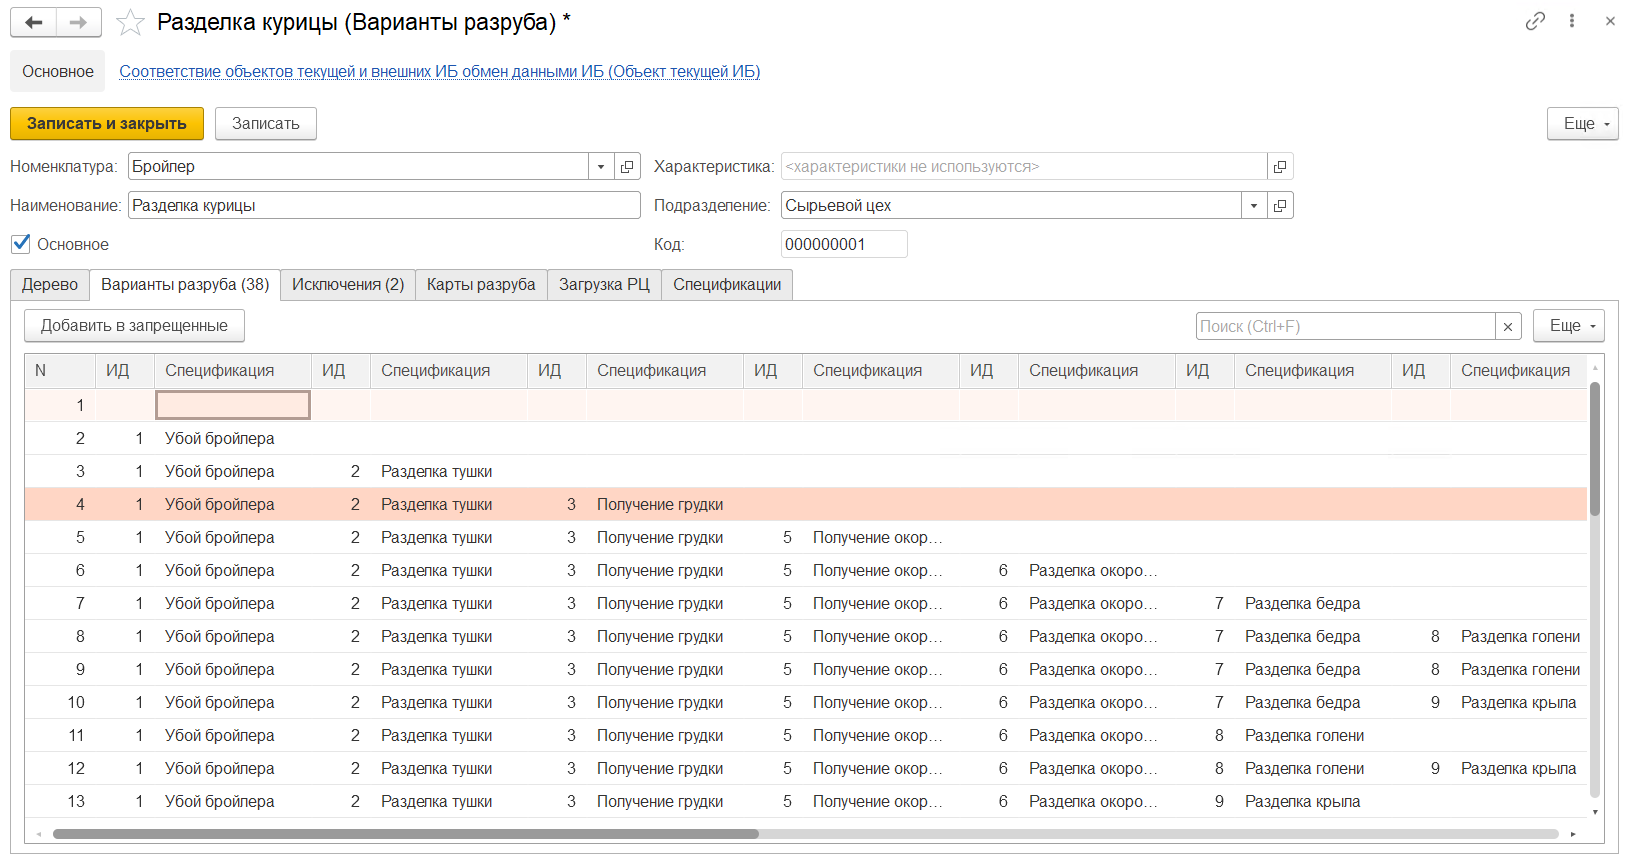 Разделка курицы (Варианты разруба) *
Основное Соответствие объектов текущей и внешних ИБ обмен данными ИБ (Объект текущей ИБ)
Записать и закрыть Записать Еще
Номенклатура: Бройлер Характеристика: <характеристики не используются>
Наименование: Разделка курицы Подразделение: Сырьевой цех
Основное Код: 000000001
Дерево Варианты разруба (38) Исключения (2) Карты разруба Загрузка РЦ Спецификации
Добавить в запрещенные Поиск (Ctrl+F) × Еще
N ИД Спецификация ИД Спецификация ИД Спецификация ИД Спецификация ИД Спецификация ИД Спецификация ИД Спецификация
1
2 1 Убой бройлера
3 1 Убой бройлера 2 Разделка тушки
4 1 Убой бройлера 2 Разделка тушки 3 Получение грудки
5 1 Убой бройлера 2 Разделка тушки 3 Получение грудки 5 Получение окор...
6 1 Убой бройлера 2 Разделка тушки 3 Получение грудки 5 Получение окор... 6 Разделка окоро...
7 1 Убой бройлера 2 Разделка тушки 3 Получение грудки 5 Получение окор... 6 Разделка окоро... 7 Разделка бедра
8 1 Убой бройлера 2 Разделка тушки 3 Получение грудки 5 Получение окор... 6 Разделка окоро... 7 Разделка бедра 8 Разделка голени
9 1 Убой бройлера 2 Разделка тушки 3 Получение грудки 5 Получение окор... 6 Разделка окоро... 7 Разделка бедра 8 Разделка голени
10 1 Убой бройлера 2 Разделка тушки 3 Получение грудки 5 Получение окор... 6 Разделка окоро... 7 Разделка бедра 9 Разделка крыла
11 1 Убой бройлера 2 Разделка тушки 3 Получение грудки 5 Получение окор... 6 Разделка окоро... 8 Разделка голени
12 1 Убой бройлера 2 Разделка тушки 3 Получение грудки 5 Получение окор... 6 Разделка окоро... 8 Разделка голени 9 Разделка крыла
13 1 Убой бройлера 2 Разделка тушки 3 Получение грудки 5 Получение окор... 6 Разделка окоро... 9 Разделка крыла